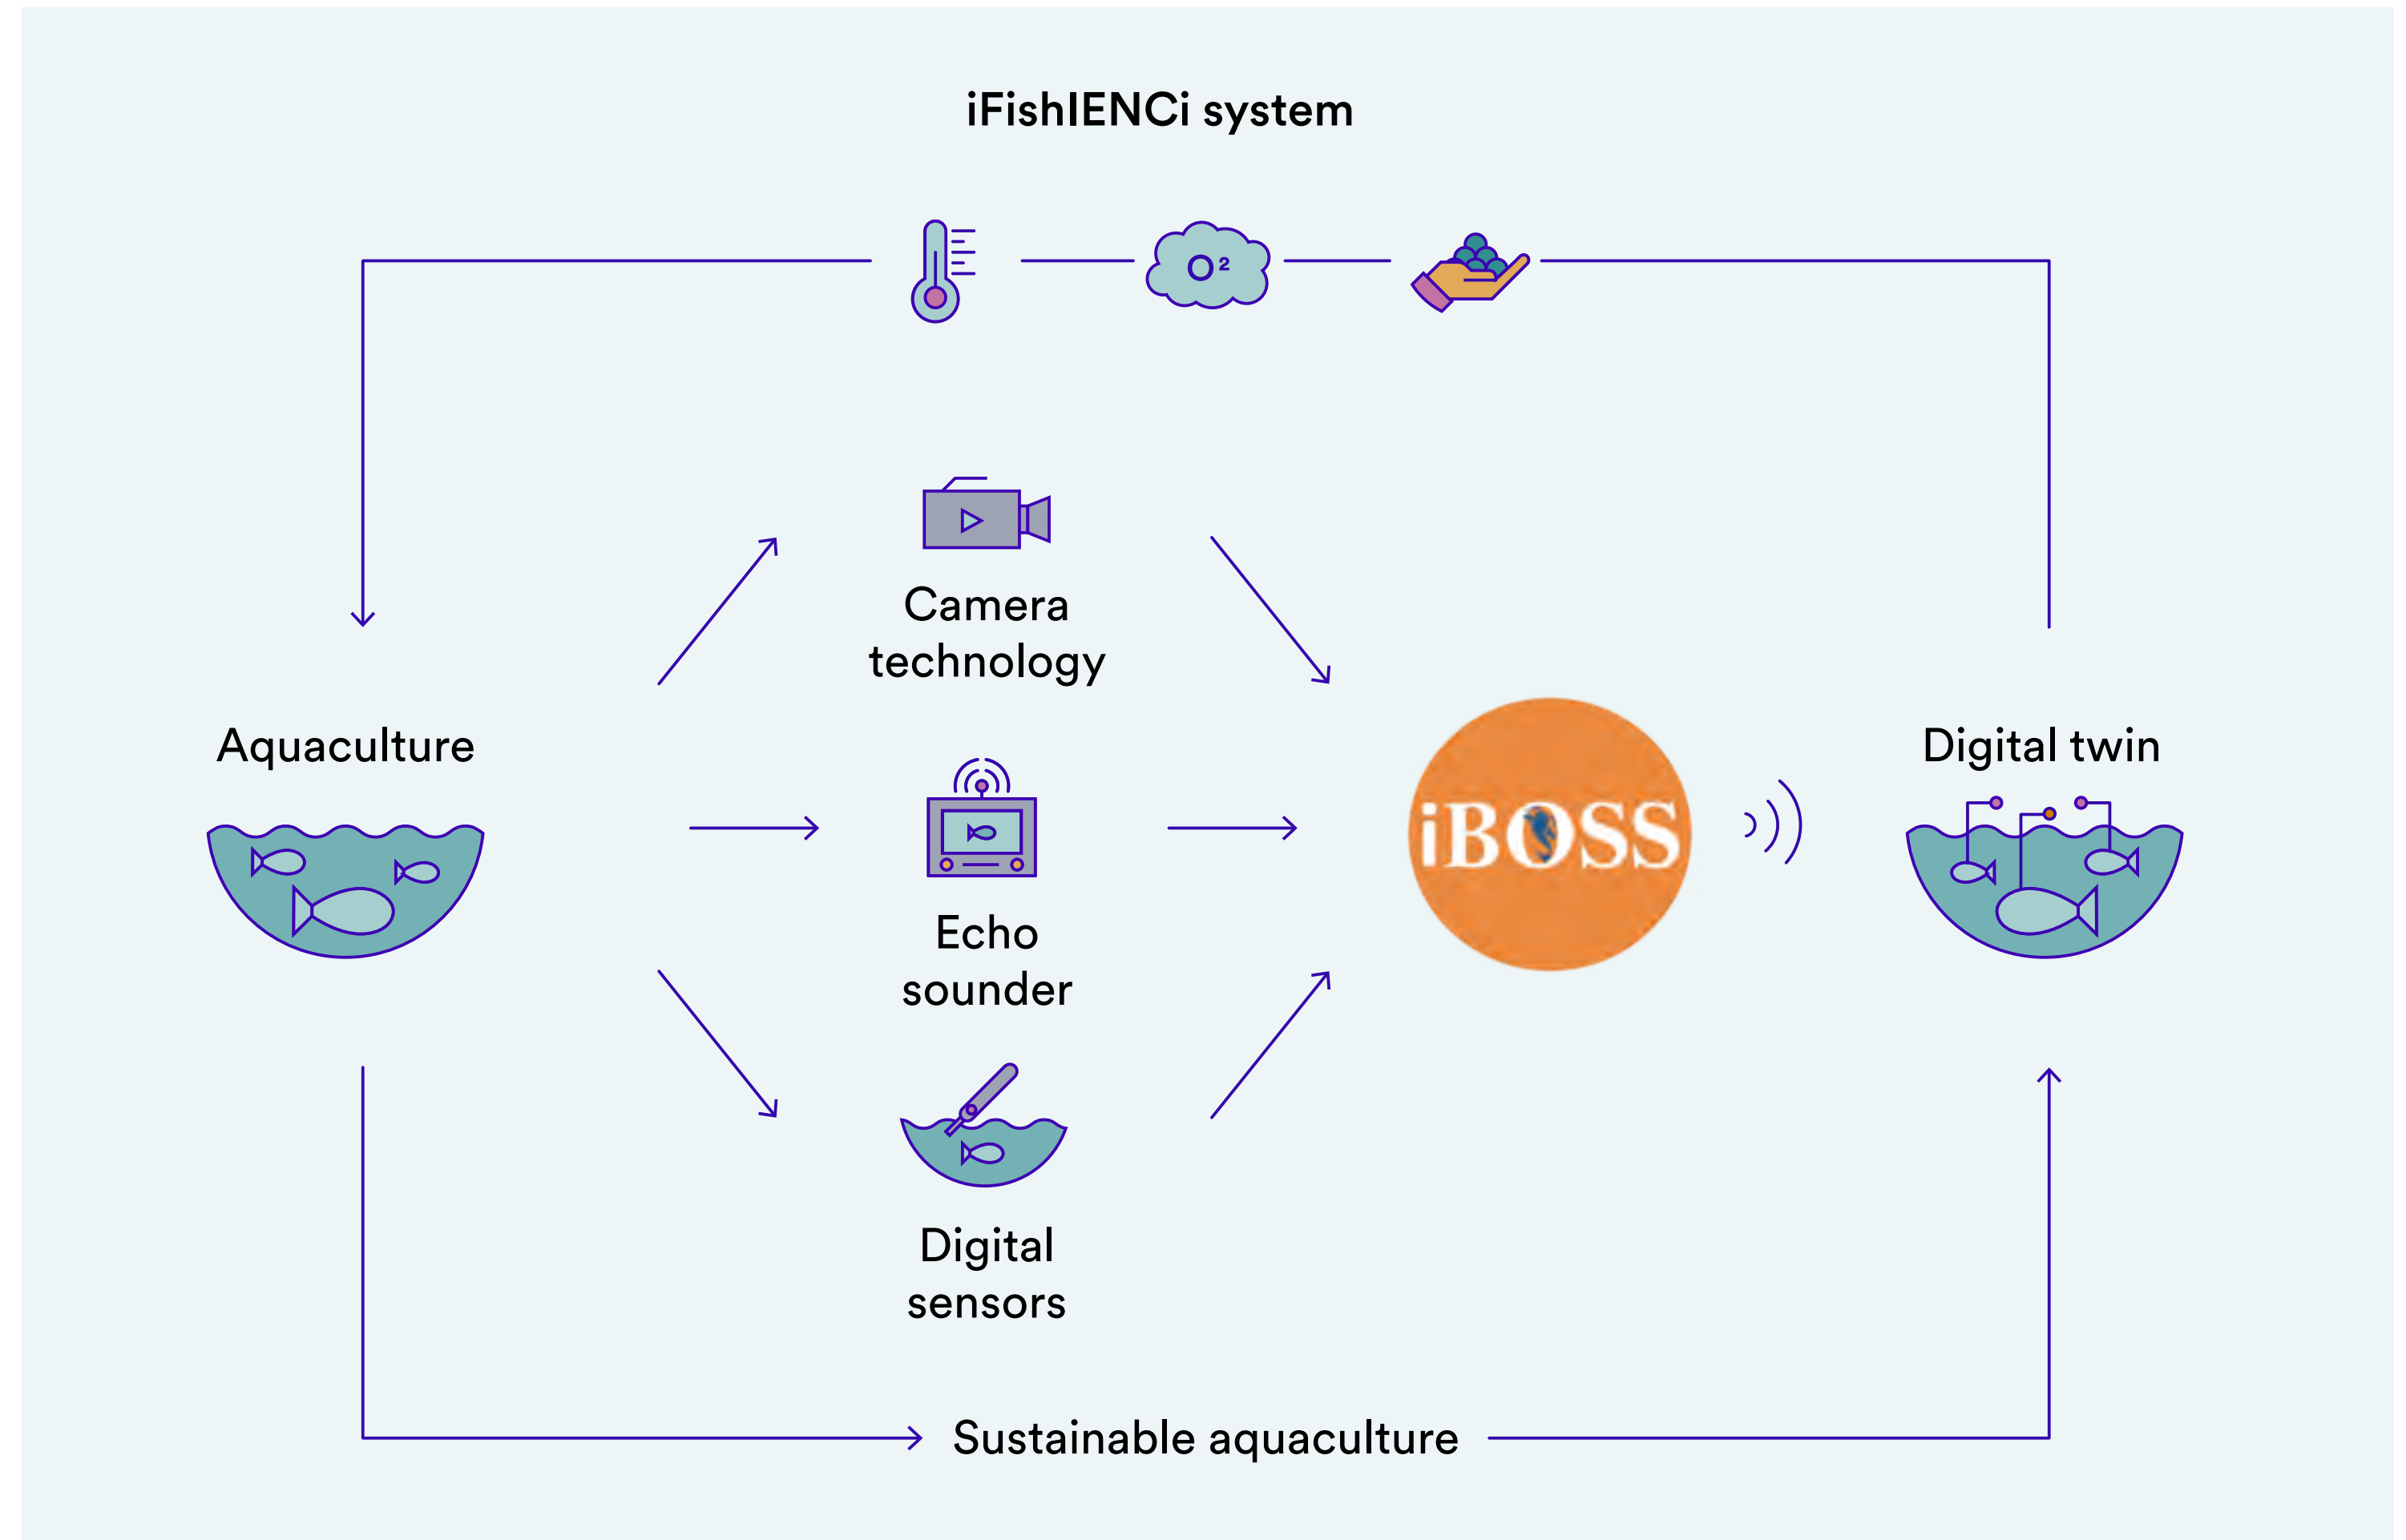 iFishIENCi system
O²
Camera
technology
Aquaculture
Echo
sounder
iBOSS
Digital twin
Digital
sensors
Sustainable aquaculture